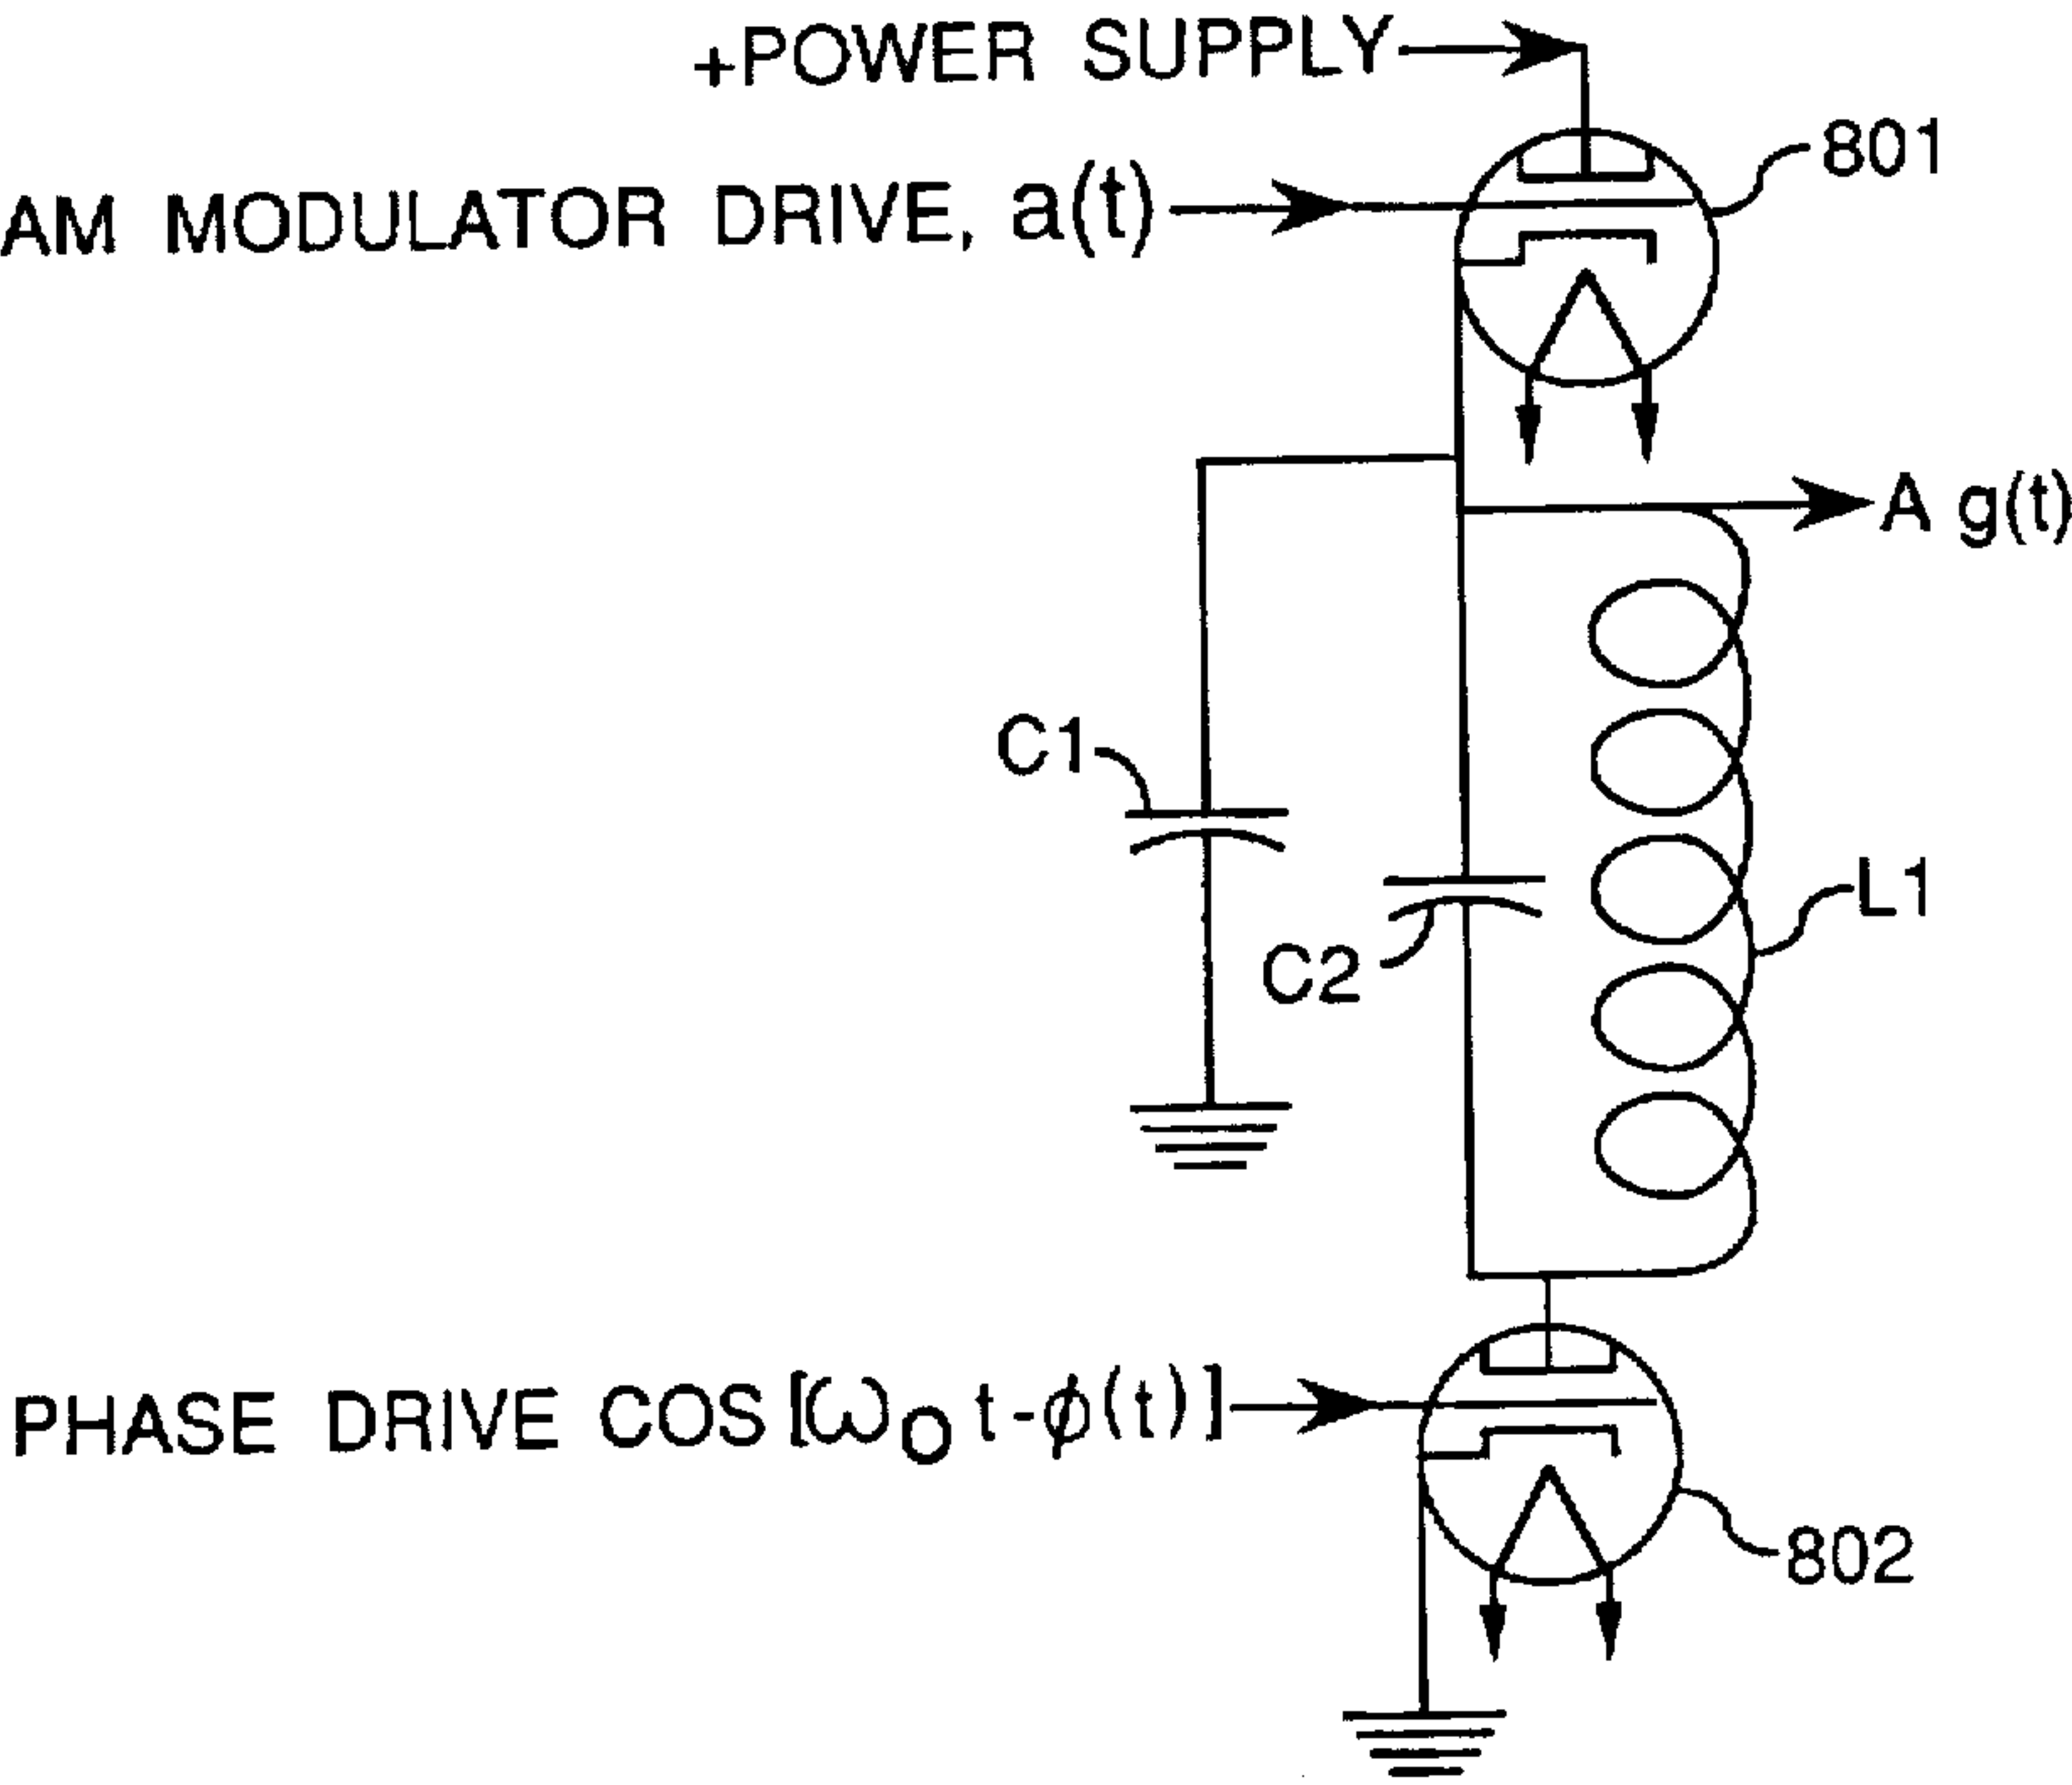 +POWER SUPPLY
801
AM MODULATOR DRIVE, a(t)
A g(t)
C1
L1
C2
PHASE DRIVE COS[ω₀ t-ϕ(t)]
802